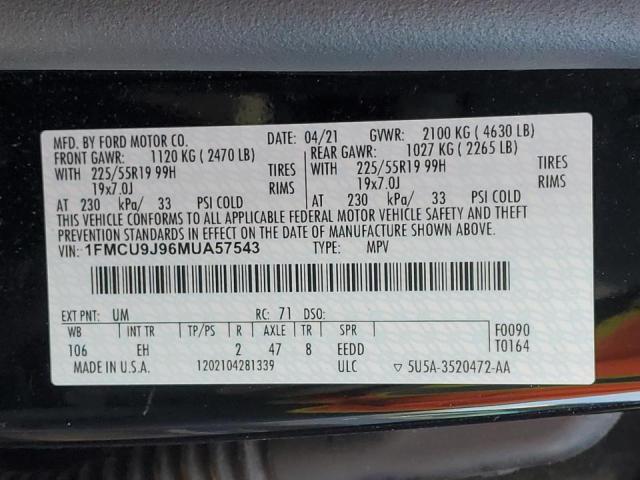 MFD. BY FORD MOTOR CO. DATE: 04/21 GVWR: 2100 KG ( 4630 LB)
FRONT GAWR: 1120 KG ( 2470 LB) REAR GAWR: 1027 KG ( 2265 LB)
WITH 225/55R19 99H TIRES WITH 225/55R19 99H TIRES
19x7.0J RIMS 19x7.0J RIMS
AT 230 kPa/ 33 PSI COLD AT 230 kPa/ 33 PSI COLD
THIS VEHICLE CONFORMS TO ALL APPLICABLE FEDERAL MOTOR VEHICLE SAFETY AND THEFT
PREVENTION STANDARDS IN EFFECT ON THE DATE OF MANUFACTURE SHOWN ABOVE.
VIN: 1FMCU9J96MUA57543 TYPE: MPV
EXT PNT: UM RC: 71 DSO:
WB INT TR TP/PS R AXLE TR SPR F0090
106 EH 2 47 8 EEDD T0164
MADE IN U.S.A. 1202104281339 ULC ▽ 5U5A-3520472-AA